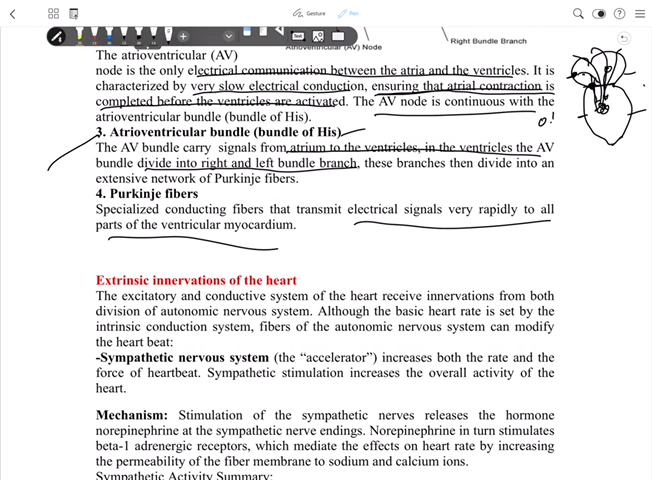 Gesture
Pen
Text
Atrioventricular (AV) Node
Right Bundle Branch
The atrioventricular (AV)
node is the only electrical communication between the atria and the ventricles. It is
characterized by very slow electrical conduction, ensuring that atrial contraction is
completed before the ventricles are activated. The AV node is continuous with the
atrioventricular bundle (bundle of His).
0!
3. Atrioventricular bundle (bundle of His)
The AV bundle carry signals from atrium to the ventricles, in the ventricles the AV
bundle divide into right and left bundle branch, these branches then divide into an
extensive network of Purkinje fibers.
4. Purkinje fibers
Specialized conducting fibers that transmit electrical signals very rapidly to all
parts of the ventricular myocardium.
Extrinsic innervations of the heart
The excitatory and conductive system of the heart receive innervations from both
division of autonomic nervous system. Although the basic heart rate is set by the
intrinsic conduction system, fibers of the autonomic nervous system can modify
the heart beat:
-Sympathetic nervous system (the “accelerator”) increases both the rate and the
force of heartbeat. Sympathetic stimulation increases the overall activity of the
heart.
Mechanism: Stimulation of the sympathetic nerves releases the hormone
norepinephrine at the sympathetic nerve endings. Norepinephrine in turn stimulates
beta-1 adrenergic receptors, which mediate the effects on heart rate by increasing
the permeability of the fiber membrane to sodium and calcium ions.
Sympathetic Activity Summary: